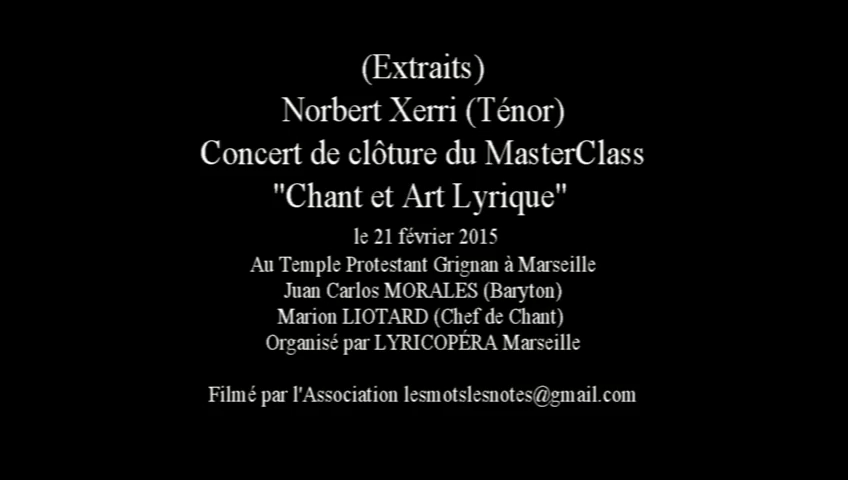 (Extraits)
Norbert Xerri (Ténor)
Concert de clôture du MasterClass
"Chant et Art Lyrique"
le 21 février 2015
Au Temple Protestant Grignan à Marseille
Juan Carlos MORALES (Baryton)
Marion LIOTARD (Chef de Chant)
Organisé par LYRICOPÉRA Marseille
Filmé par l'Association lesmotslesnotes@gmail.com